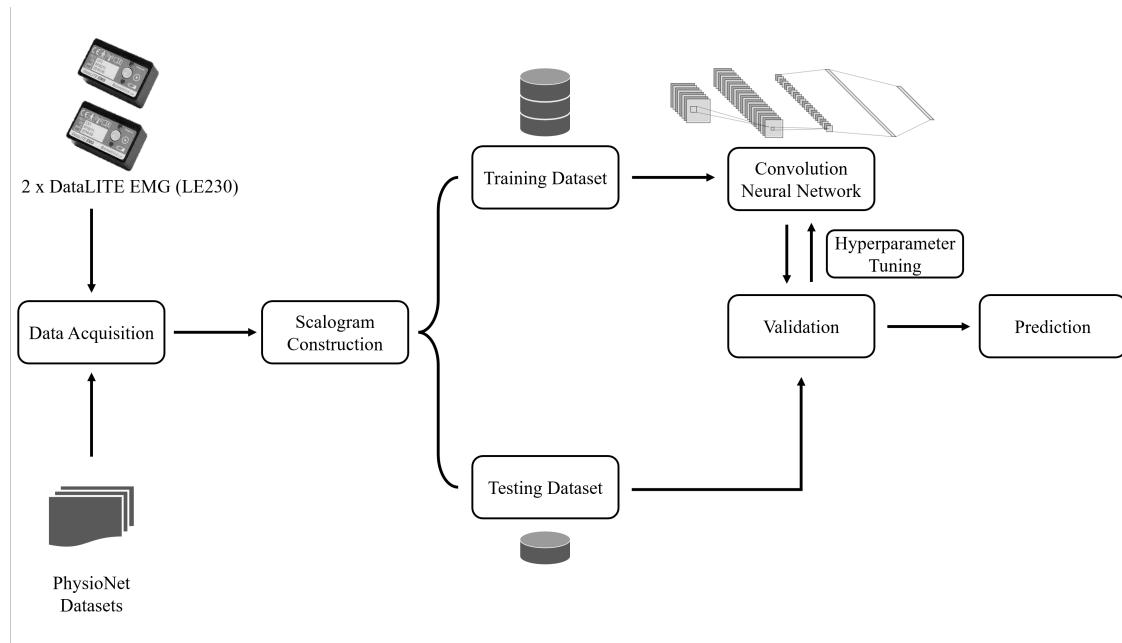 2 x DataLITE EMG (LE230)
Data Acquisition
PhysioNet
Datasets
Scalogram
Construction
Training Dataset
Testing Dataset
Convolution
Neural Network
Hyperparameter
Tuning
Validation
Prediction